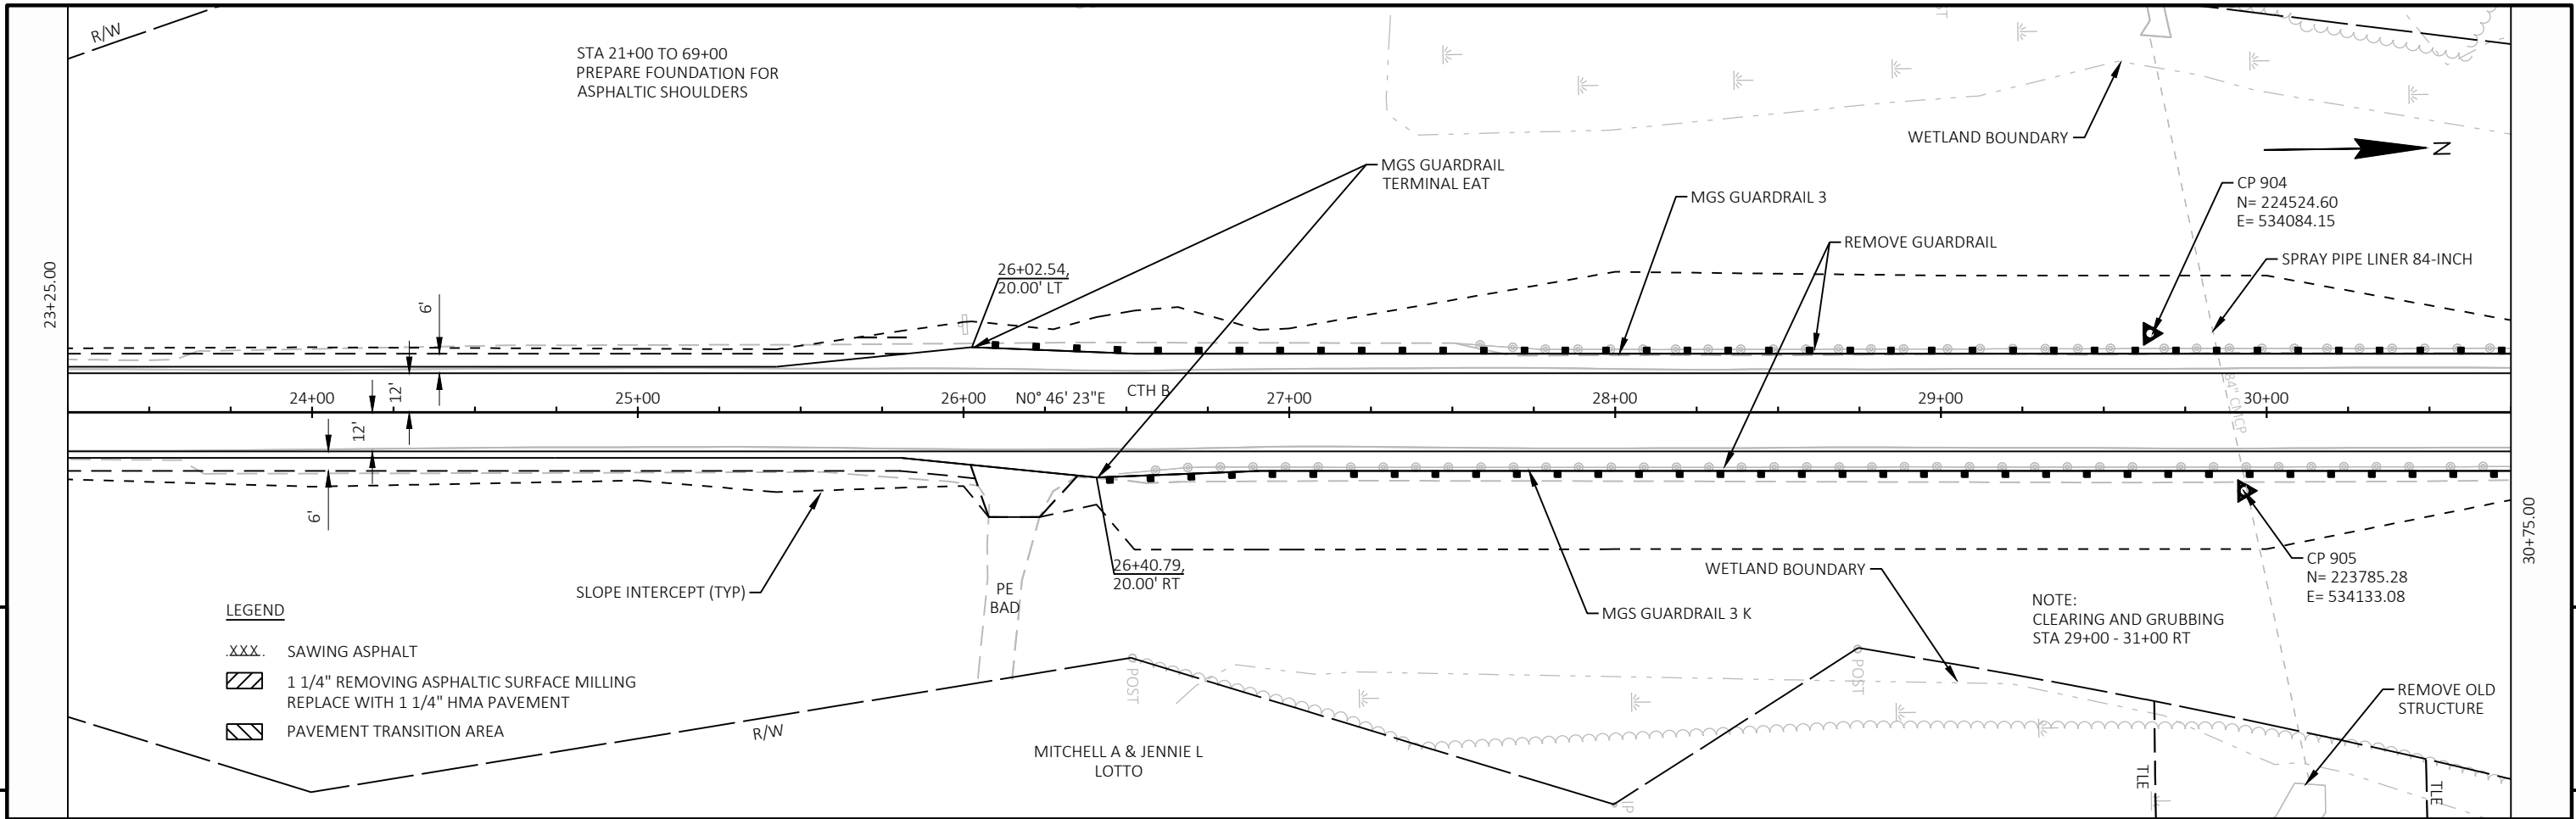 R/W
STA 21+00 TO 69+00
PREPARE FOUNDATION FOR
ASPHALTIC SHOULDERS
WETLAND BOUNDARY
N
MGS GUARDRAIL
TERMINAL EAT
MGS GUARDRAIL 3
REMOVE GUARDRAIL
CP 904
N= 224524.60
E= 534084.15
SPRAY PIPE LINER 84-INCH
23+25.00
26+02.54,
20.00' LT
6'
12'
24+00
25+00
26+00
N0° 46' 23"E
CTH B
27+00
28+00
29+00
30+00
84" CMCP
12'
6'
26+40.79,
20.00' RT
SLOPE INTERCEPT (TYP)
PE
BAD
WETLAND BOUNDARY
MGS GUARDRAIL 3 K
CP 905
N= 223785.28
E= 534133.08
30+75.00
NOTE:
CLEARING AND GRUBBING
STA 29+00 - 31+00 RT
LEGEND
XXX SAWING ASPHALT
1 1/4" REMOVING ASPHALTIC SURFACE MILLING
REPLACE WITH 1 1/4" HMA PAVEMENT
PAVEMENT TRANSITION AREA
R/W
POST
POST
MITCHELL A & JENNIE L
LOTTO
REMOVE OLD
STRUCTURE
TLE
TLE